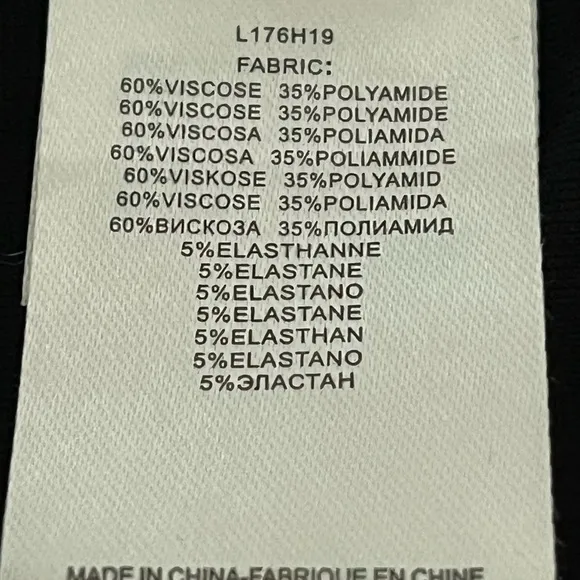 L176H19
FABRIC:
60%VISCOSE 35%POLYAMIDE
60%VISCOSE 35%POLYAMIDE
60%VISCOSA 35%POLIAMIDA
60%VISCOSA 35%POLIAMMIDE
60%VISKOSE 35%POLYAMID
60%VISCOSE 35%POLIAMIDA
60%ВИСКОЗА 35%ПОЛИАМИД
5%ELASTHANNE
5%ELASTANE
5%ELASTANO
5%ELASTANE
5%ELASTHAN
5%ELASTANO
5%ЭЛАСТАН
MADE IN CHINA-FABRIQUE EN CHINE